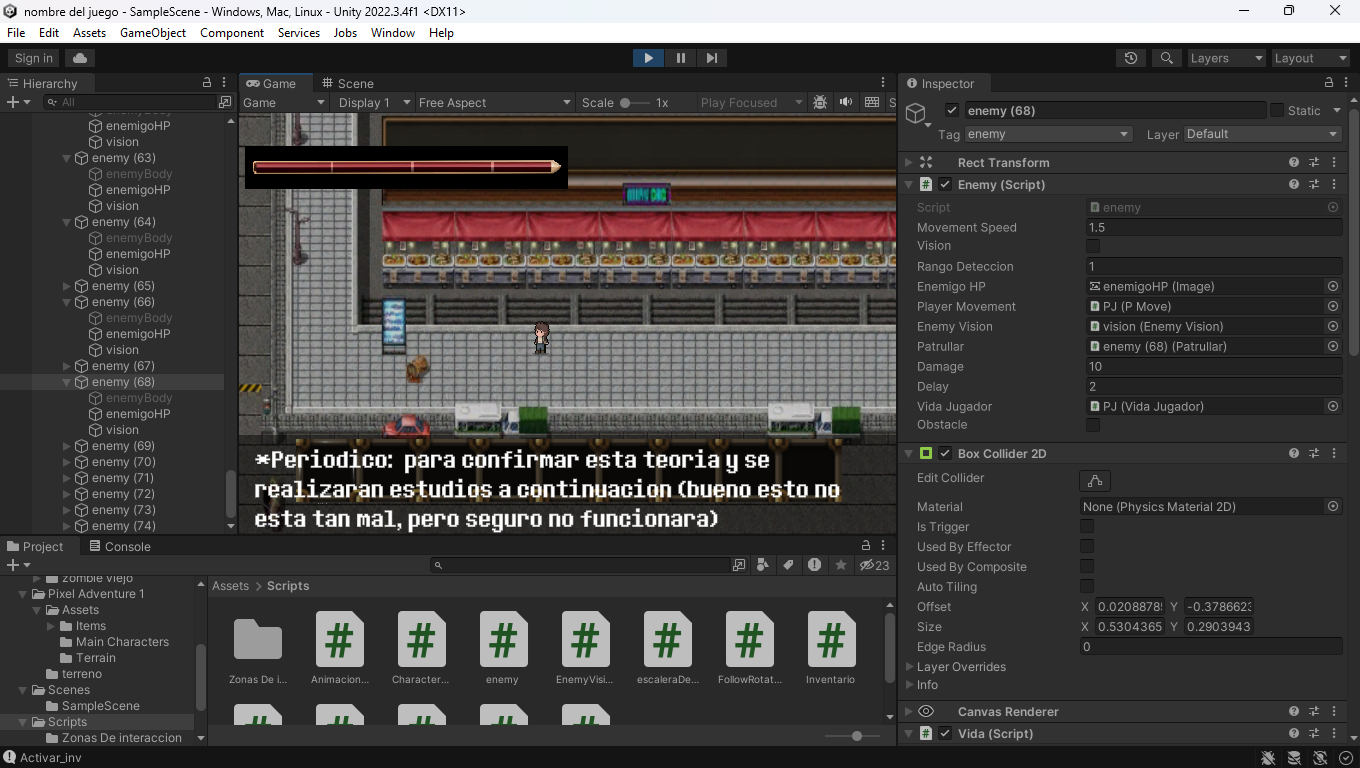 nombre del juego - SampleScene - Windows, Mac, Linux - Unity 2022.3.4f1 <DX11>
File Edit Assets GameObject Component Services Jobs Window Help
Sign in
Layers
Layout
Hierarchy
All
enemigoHP
vision
enemy (63)
enemyBody
enemigoHP
vision
enemy (64)
enemyBody
enemigoHP
vision
enemy (65)
enemy (66)
enemyBody
enemigoHP
vision
enemy (67)
enemy (68)
enemyBody
enemigoHP
vision
enemy (69)
enemy (70)
enemy (71)
enemy (72)
enemy (73)
enemy (74)
Game Scene
Game Display 1 Free Aspect Scale 1x Play Focused S
*Periodico: para confirmar esta teoria y se
realizaran estudios a continuacion (bueno esto no
esta tan mal, pero seguro no funcionara)
Inspector
enemy (68) Static
Tag enemy Layer Default
Rect Transform
Enemy (Script)
Script enemy
Movement Speed 1.5
Vision
Rango Deteccion 1
Enemigo HP enemigoHP (Image)
Player Movement PJ (P Move)
Enemy Vision vision (Enemy Vision)
Patrullar enemy (68) (Patrullar)
Damage 10
Delay 2
Vida Jugador PJ (Vida Jugador)
Obstacle
Box Collider 2D
Edit Collider
Material None (Physics Material 2D)
Is Trigger
Used By Effector
Used By Composite
Auto Tiling
Offset X 0.0208878 Y -0.378662
Size X 0.5304365 Y 0.2903943
Edge Radius 0
Layer Overrides
Info
Canvas Renderer
Vida (Script)
Project Console
23
zombie viejo
Pixel Adventure 1
Assets
Items
Main Characters
Terrain
terreno
Scenes
SampleScene
Scripts
Zonas De interaccion
Assets > Scripts
Zonas De i... Animacion... Character... enemy EnemyVisi... escaleraDe... FollowRotat... Inventario
Activar_inv